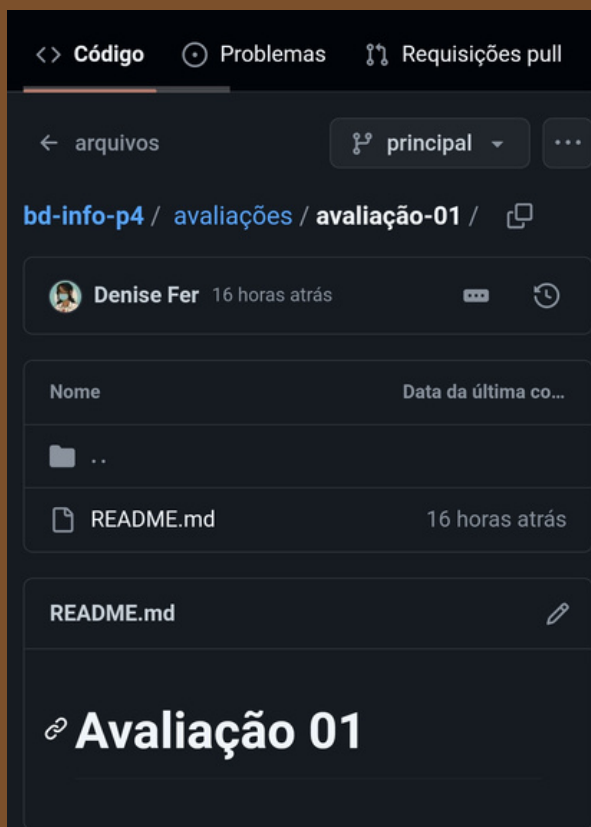 Código Problemas Requisições pull
arquivos principal
bd-info-p4 / avaliações / avaliação-01 /
Denise Fer 16 horas atrás
Nome Data da última co...
..
README.md 16 horas atrás
README.md
Avaliação 01